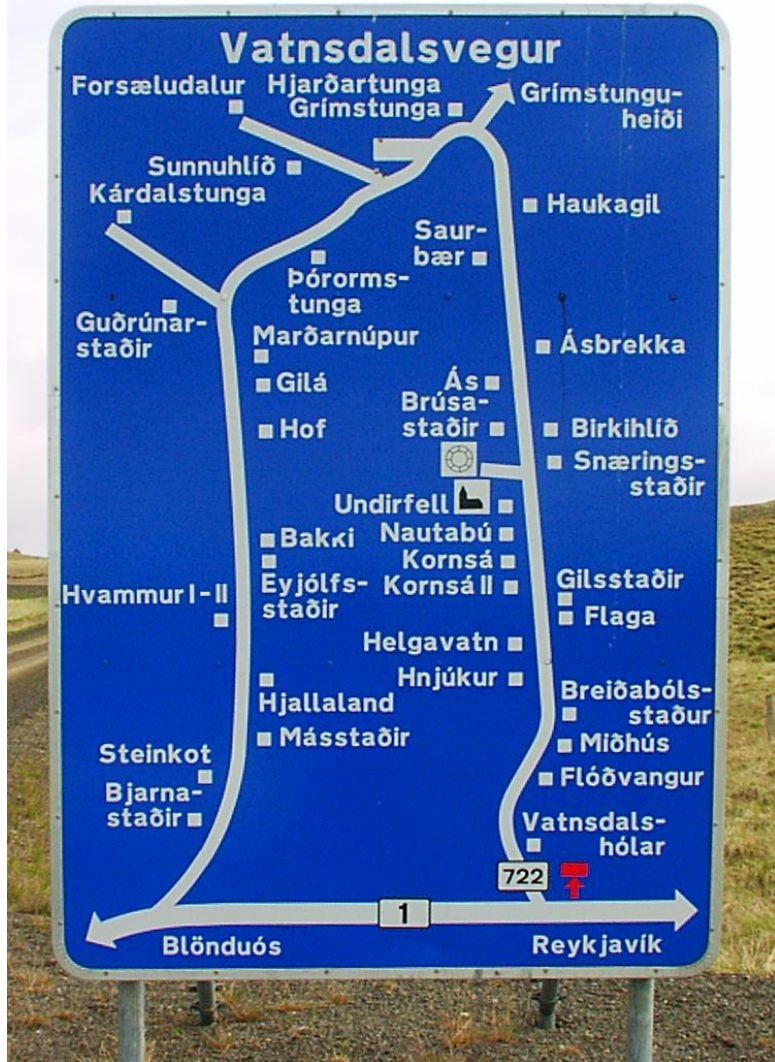 Vatnsdalsvegur
Forsæludalur
Hjarðartunga
Grímstunga
Grímstungu-
heiði
Sunnuhlíð
Kárdalstunga
Haukagil
Saur-
bær
Þórorms-
tunga
Guðrúnar-
staðir
Marðarnúpur
Ásbrekka
Gilá
Ás
Brúsa-
staðir
Hof
Birkihlíð
Snærings-
staðir
Undirfell
Nautabú
Bakki
Kornsá
Eyjólfs-
staðir
Kornsá II
Gilsstaðir
Hvammur I-II
Flaga
Helgavatn
Hnjúkur
Hjallaland
Breiðabóls-
staður
Másstaðir
Miðhús
Steinkot
Flóðvangur
Bjarna-
staðir
Vatnsdals-
hólar
722
1
Blönduós
Reykjavík